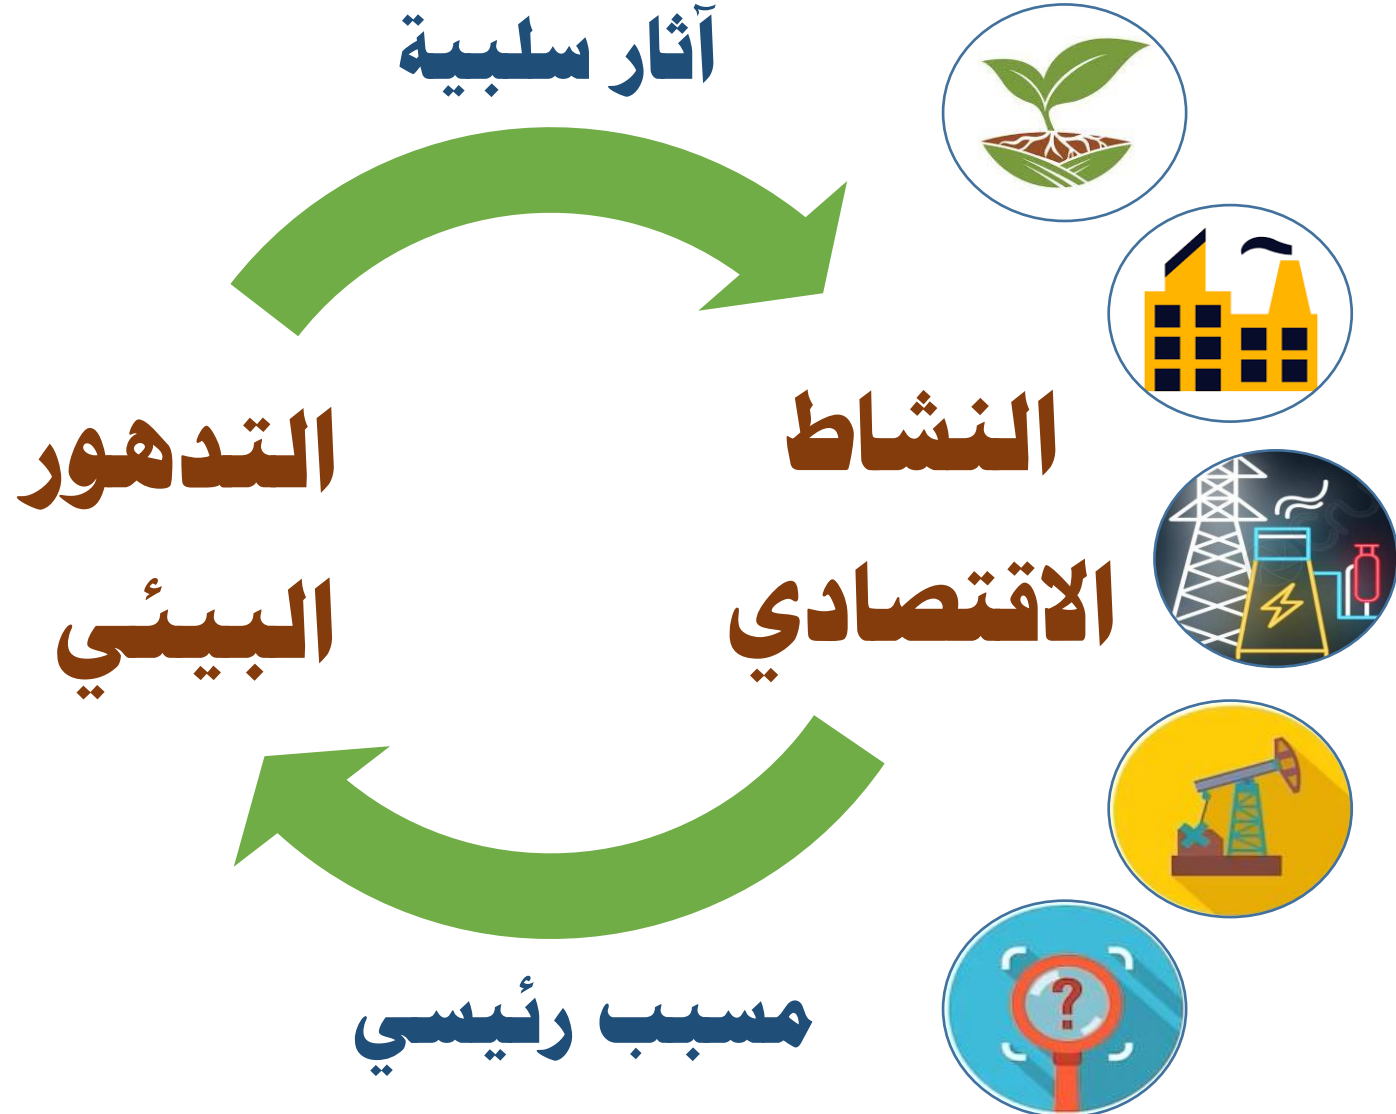 آثار سلبية
النشاط
الاقتصادي
التدهور
البيئي
مسبب رئيسي
?